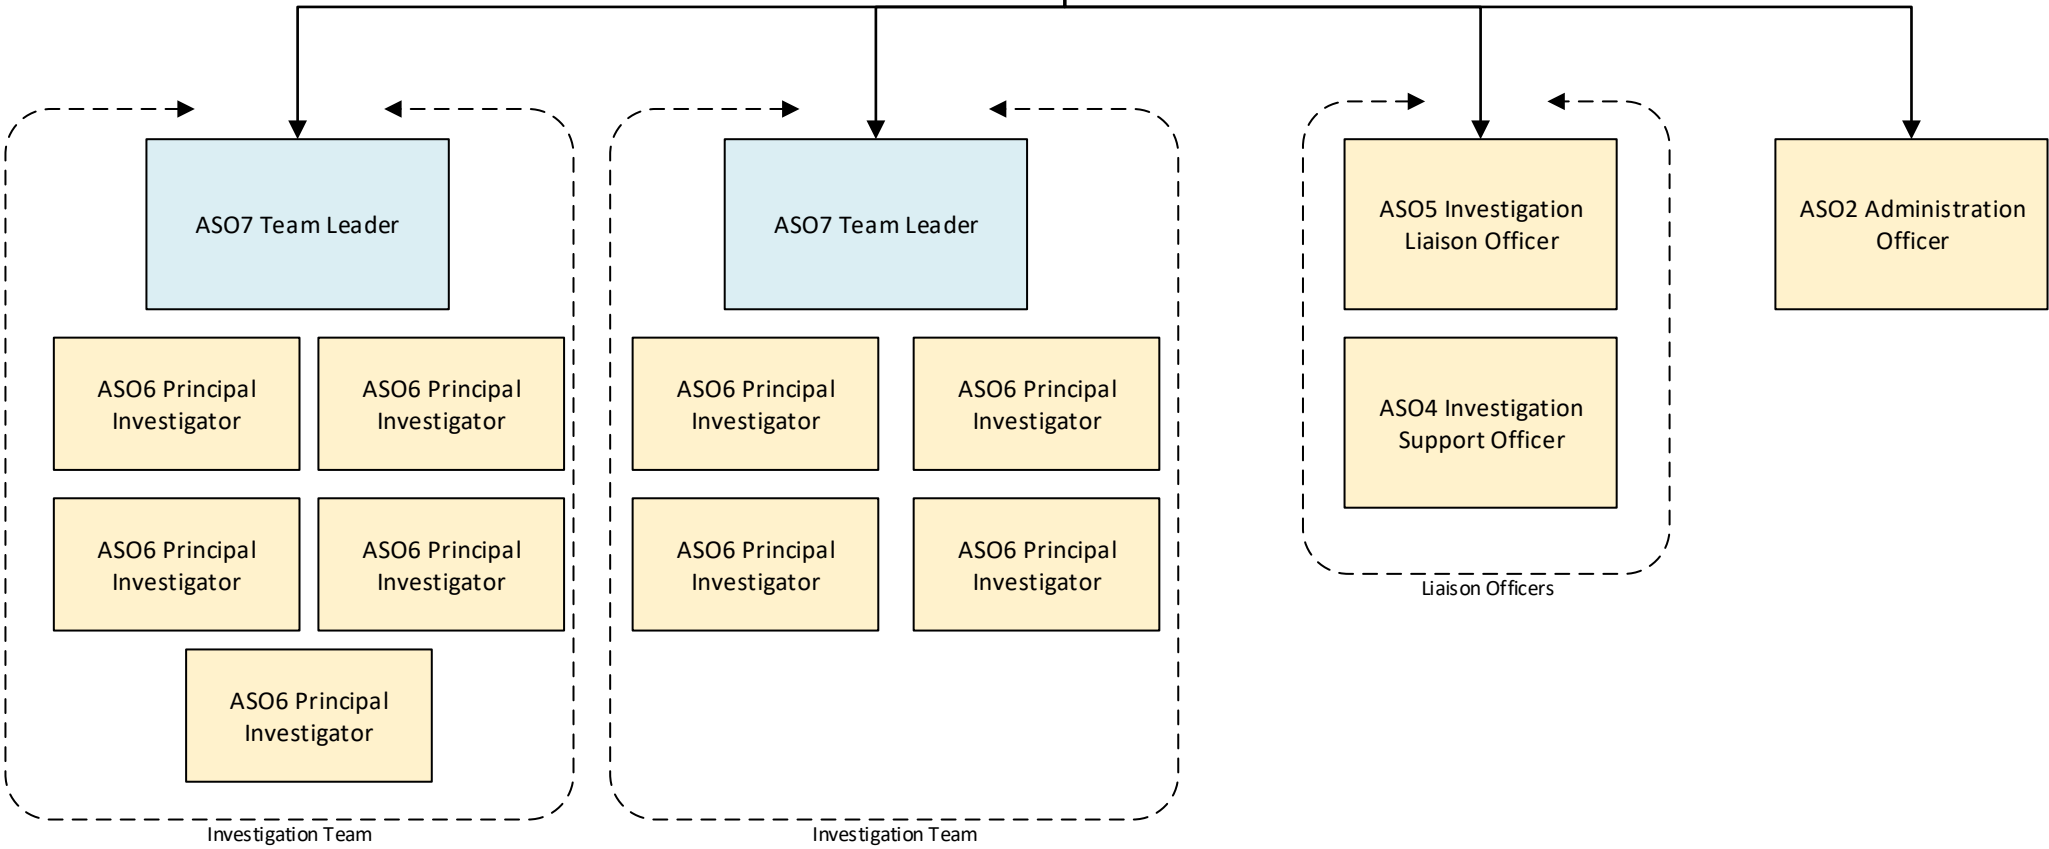 ASO7 Team Leader
ASO6 Principal
Investigator
ASO6 Principal
Investigator
ASO6 Principal
Investigator
ASO6 Principal
Investigator
ASO6 Principal
Investigator
Investigation Team
ASO7 Team Leader
ASO6 Principal
Investigator
ASO6 Principal
Investigator
ASO6 Principal
Investigator
ASO6 Principal
Investigator
Investigation Team
ASO5 Investigation
Liaison Officer
ASO4 Investigation
Support Officer
Liaison Officers
ASO2 Administration
Officer